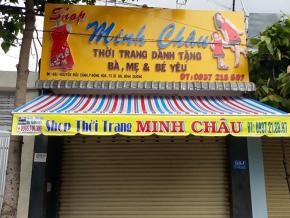 Shop
Minh Châu
THỜI TRANG DÀNH TẶNG
BÀ, MẸ & BÉ YÊU
ĐT: 0937 218 667
Shop Thời Trang MINH CHÂU